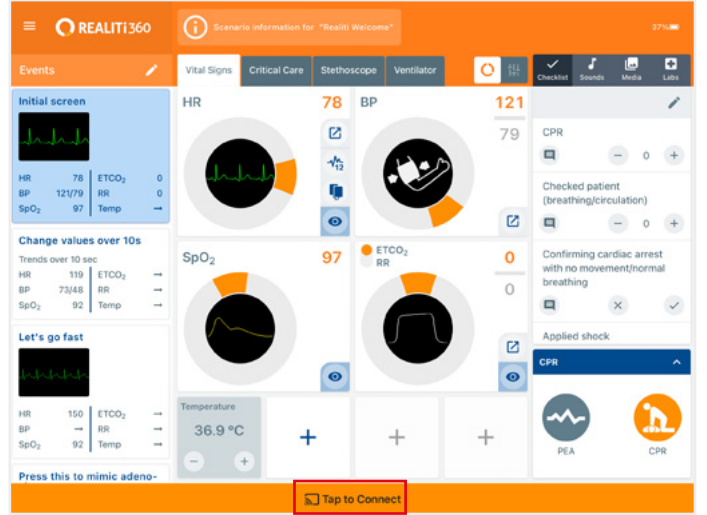 REALITi360
Scenario information for "Realiti Welcome"
37%
Events
Vital Signs
Critical Care
Stethoscope
Ventilator
Checklist
Sounds
Media
Labs
Initial screen
HR 78 ETCO₂ 0
BP 121/79 RR 0
SpO₂ 97 Temp →
Change values over 10s
Trends over 10 sec
HR 119 ETCO₂ →
BP 73/48 RR →
SpO₂ 92 Temp →
Let's go fast
HR 150 ETCO₂ →
BP → RR →
SpO₂ 92 Temp →
Press this to mimic adeno-
HR 78
12
BP 121
79
SpO₂ 97
ETCO₂ 0
RR
0
Temperature
36.9 °C
− +
+
+
+
CPR
− 0 +
Checked patient
(breathing/circulation)
− 0 +
Confirming cardiac arrest
with no movement/normal
breathing
Applied shock
CPR
PEA
CPR
Tap to Connect